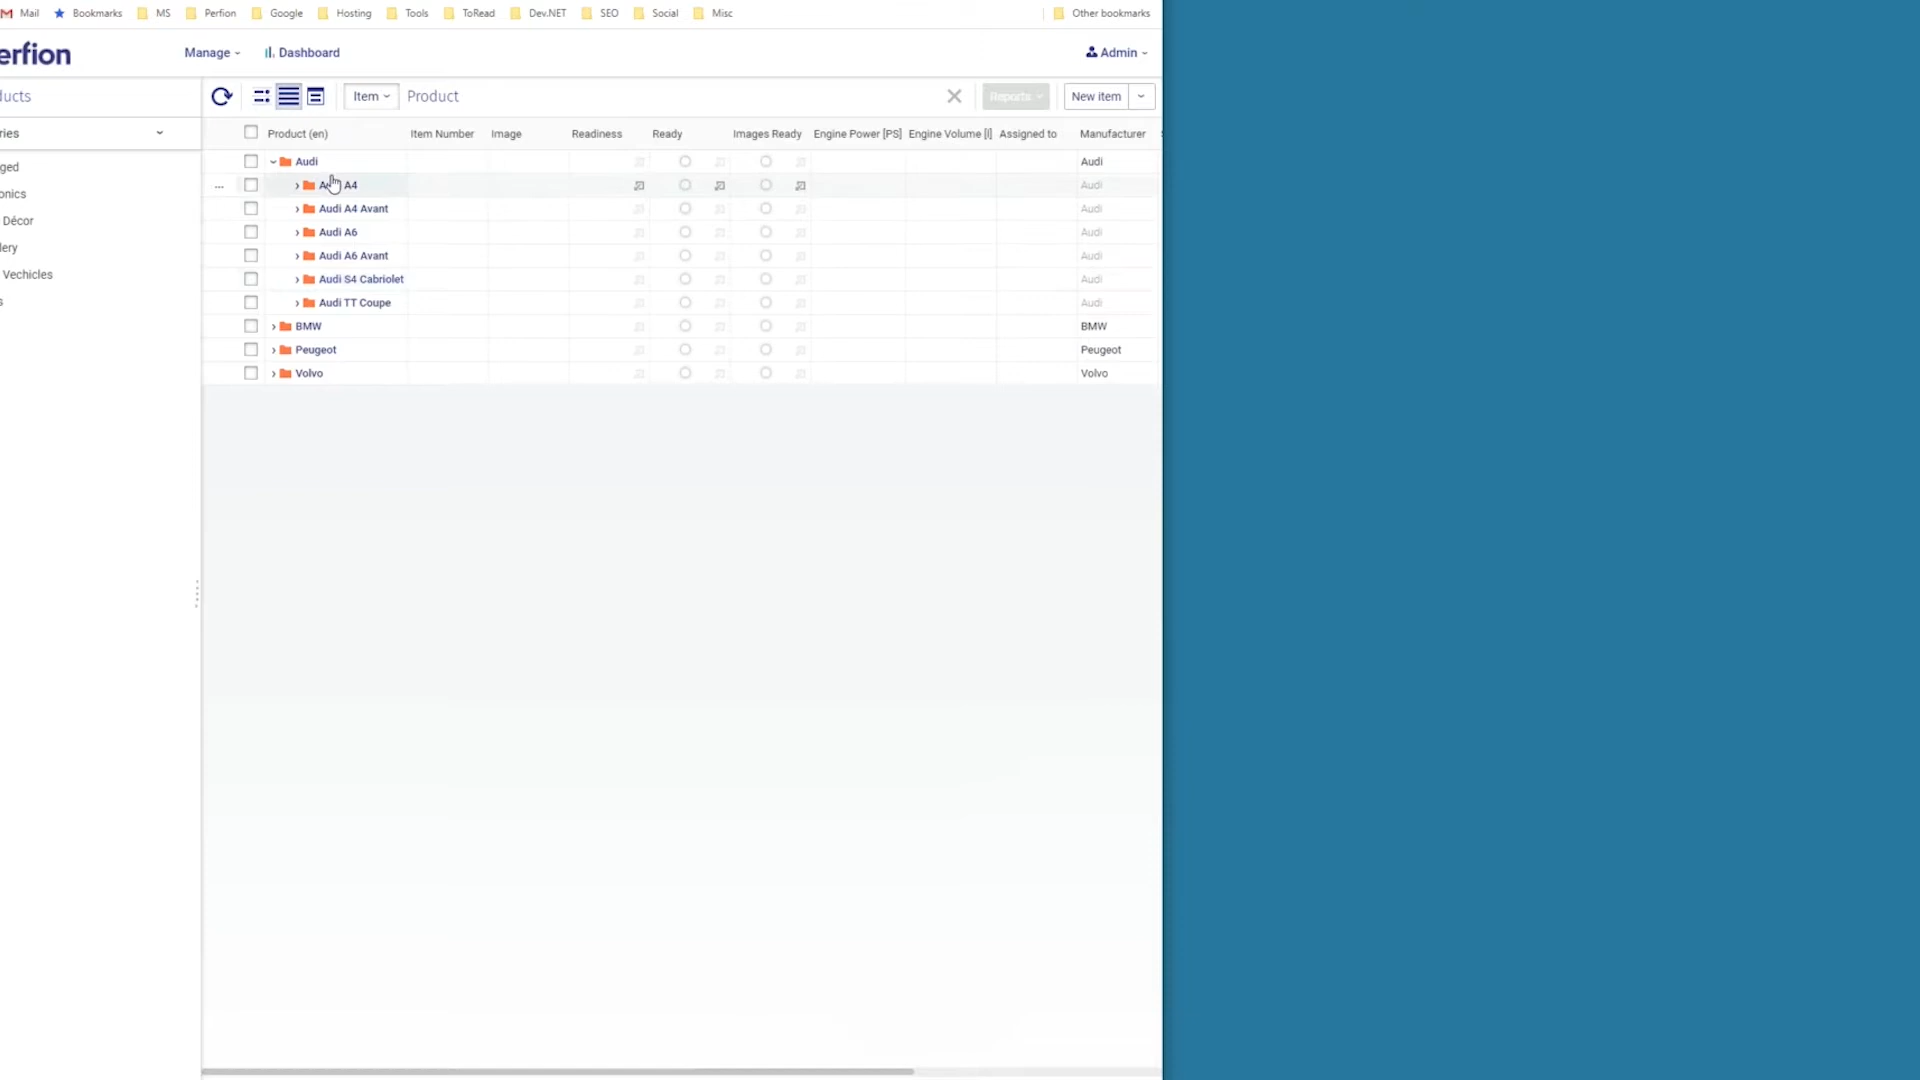 Mail Bookmarks MS Perfion Google Hosting Tools ToRead Dev.NET SEO Social Misc Other bookmarks
erfion Manage Dashboard Admin
ucts Item Product Reports New item
ries Product (en) Item Number Image Readiness Ready Images Ready Engine Power [PS] Engine Volume [l] Assigned to Manufacturer
Audi Audi
ged
... A4 Audi
onics
Audi A4 Avant Audi
Décor
Audi A6 Audi
lery
Audi A6 Avant Audi
Vechicles
Audi S4 Cabriolet Audi
s
Audi TT Coupe Audi
BMW BMW
Peugeot Peugeot
Volvo Volvo